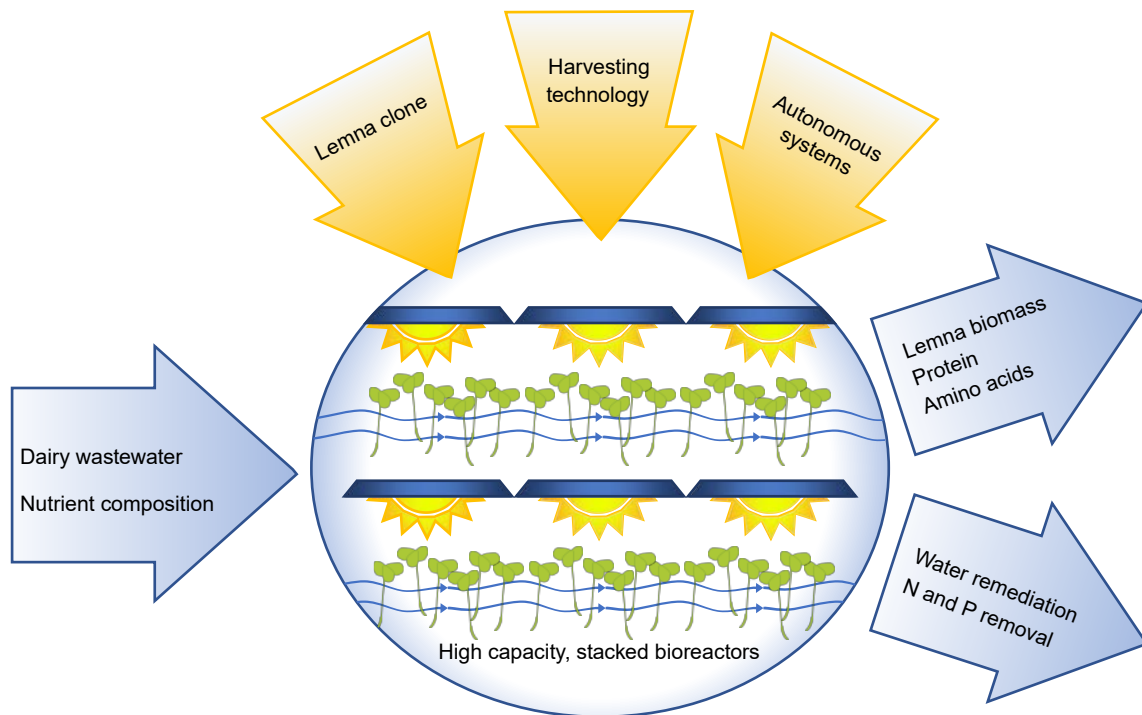 Lemna clone
Harvesting
technology
Autonomous
systems
Dairy wastewater
Nutrient composition
Lemna biomass
Protein
Amino acids
Water remediation
N and P removal
High capacity, stacked bioreactors